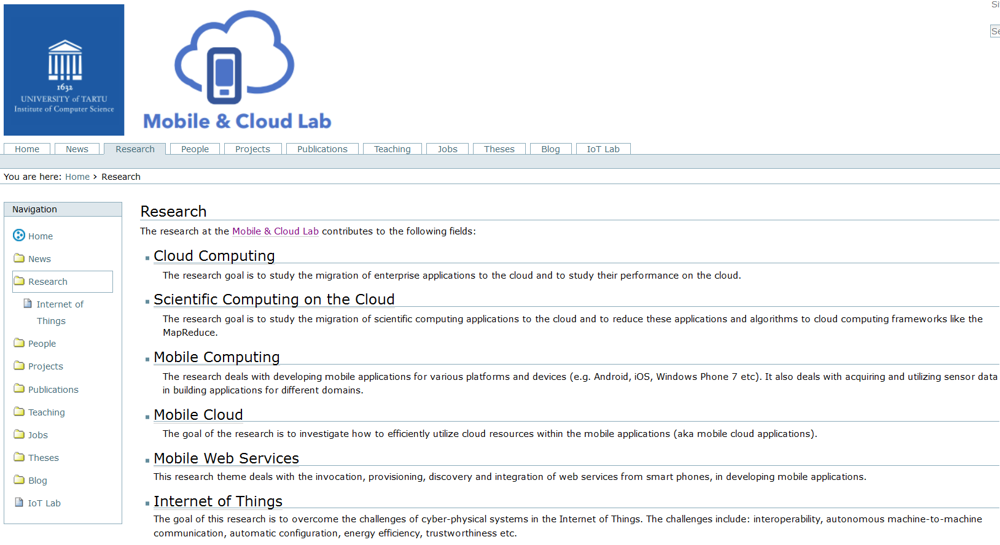 1632
UNIVERSITY of TARTU
Institute of Computer Science
Mobile & Cloud Lab
Home News Research People Projects Publications Teaching Jobs Theses Blog IoT Lab
You are here: Home › Research
Navigation
Home
News
Research
Internet of
Things
People
Projects
Publications
Teaching
Jobs
Theses
Blog
IoT Lab
Research
The research at the Mobile & Cloud Lab contributes to the following fields:
Cloud Computing
The research goal is to study the migration of enterprise applications to the cloud and to study their performance on the cloud.
Scientific Computing on the Cloud
The research goal is to study the migration of scientific computing applications to the cloud and to reduce these applications and algorithms to cloud computing frameworks like the
MapReduce.
Mobile Computing
The research deals with developing mobile applications for various platforms and devices (e.g. Android, iOS, Windows Phone 7 etc). It also deals with acquiring and utilizing sensor data
in building applications for different domains.
Mobile Cloud
The goal of the research is to investigate how to efficiently utilize cloud resources within the mobile applications (aka mobile cloud applications).
Mobile Web Services
This research theme deals with the invocation, provisioning, discovery and integration of web services from smart phones, in developing mobile applications.
Internet of Things
The goal of this research is to overcome the challenges of cyber-physical systems in the Internet of Things. The challenges include: interoperability, autonomous machine-to-machine
communication, automatic configuration, energy efficiency, trustworthiness etc.